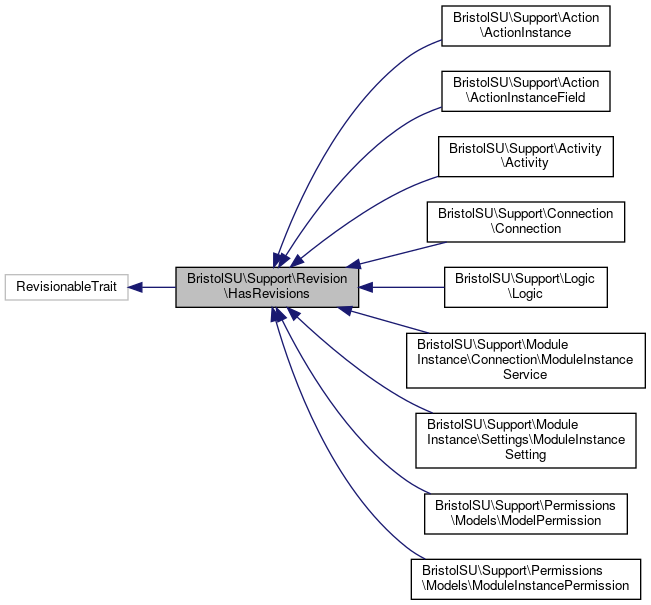 BristolSU\Support\Action
\ActionInstance
BristolSU\Support\Action
\ActionInstanceField
BristolSU\Support\Activity
\Activity
BristolSU\Support\Connection
\Connection
RevisionableTrait
BristolSU\Support\Revision
\HasRevisions
BristolSU\Support\Logic
\Logic
BristolSU\Support\Module
Instance\Connection\ModuleInstance
Service
BristolSU\Support\Module
Instance\Settings\ModuleInstance
Setting
BristolSU\Support\Permissions
\Models\ModelPermission
BristolSU\Support\Permissions
\Models\ModuleInstancePermission